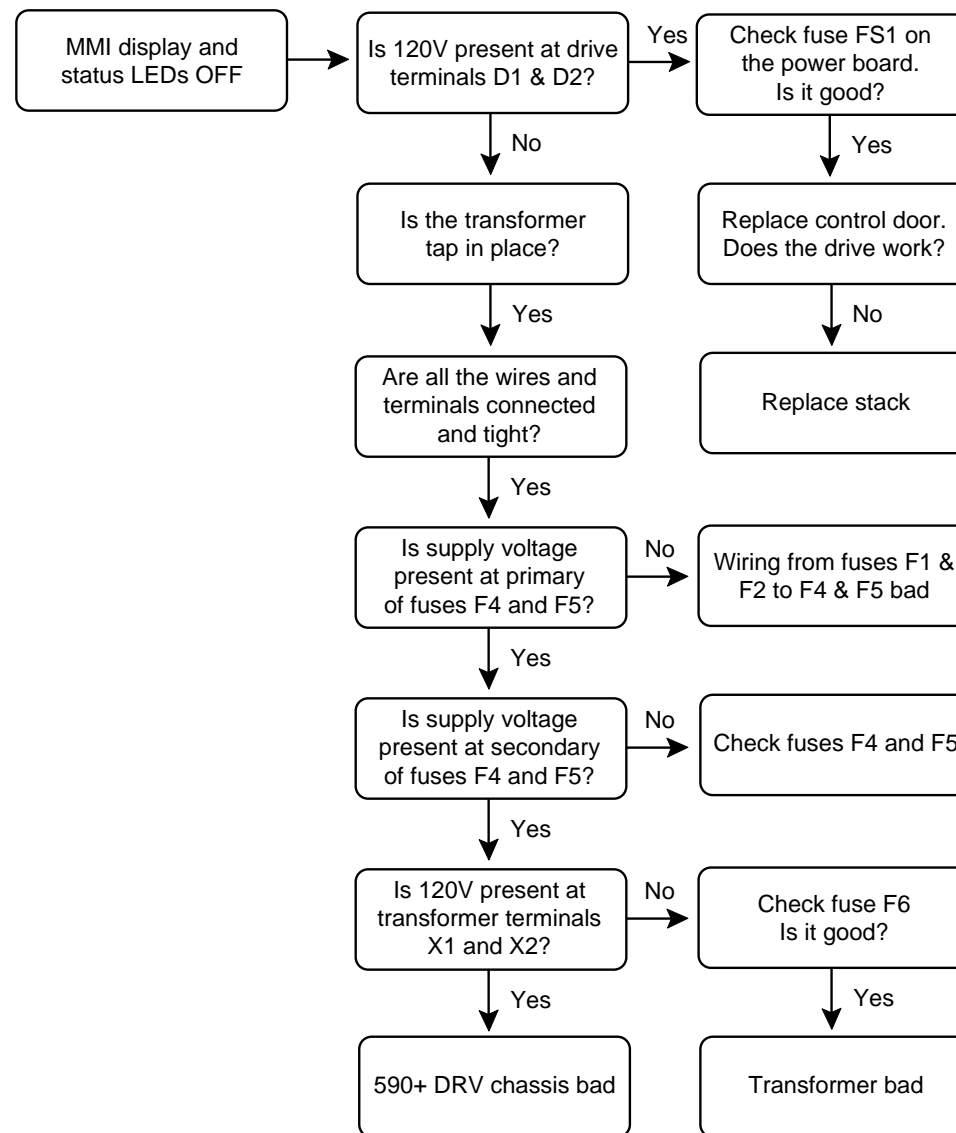 MMI display and
status LEDs OFF
Is 120V present at drive
terminals D1 & D2?
Yes
Check fuse FS1 on
the power board.
Is it good?
No
Yes
Is the transformer
tap in place?
Replace control door.
Does the drive work?
Yes
No
Are all the wires and
terminals connected
and tight?
Replace stack
Yes
Is supply voltage
present at primary
of fuses F4 and F5?
No
Wiring from fuses F1 &
F2 to F4 & F5 bad
Yes
Is supply voltage
present at secondary
of fuses F4 and F5?
No
Check fuses F4 and F5
Yes
Is 120V present at
transformer terminals
X1 and X2?
No
Check fuse F6
Is it good?
Yes
Yes
590+ DRV chassis bad
Transformer bad